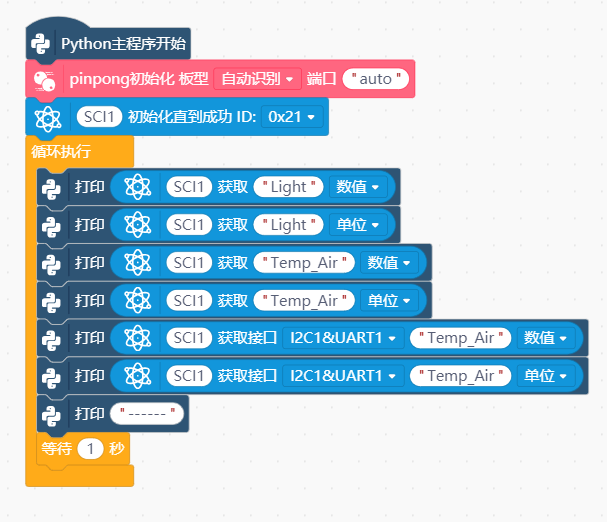 Python主程序开始
pinpong初始化 板型 自动识别 端口 "auto"
SCI1 初始化直到成功 ID: 0x21
循环执行
打印 SCI1 获取 "Light" 数值
打印 SCI1 获取 "Light" 单位
打印 SCI1 获取 "Temp_Air" 数值
打印 SCI1 获取 "Temp_Air" 单位
打印 SCI1 获取接口 I2C1&UART1 "Temp_Air" 数值
打印 SCI1 获取接口 I2C1&UART1 "Temp_Air" 单位
打印 "------"
等待 1 秒